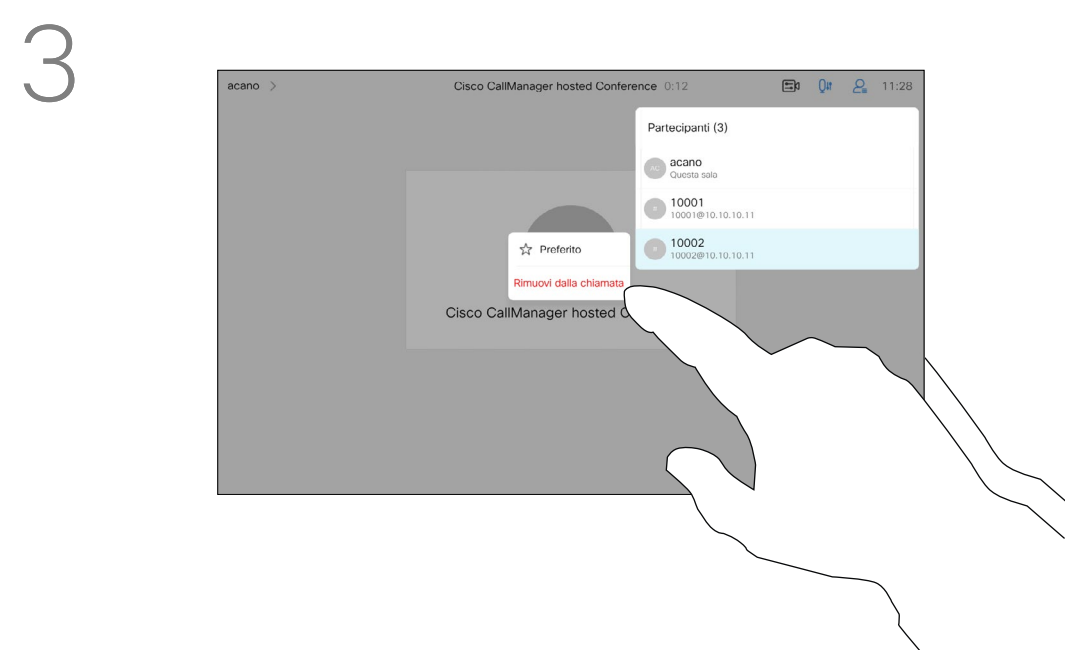 3
acano
Cisco CallManager hosted Conference 0:12
11:28
Partecipanti (3)
AC
acano
Questa sala
10001
10001@10.10.10.11
10002
10002@10.10.10.11
Preferito
Rimuovi dalla chiamata
Cisco CallManager hosted